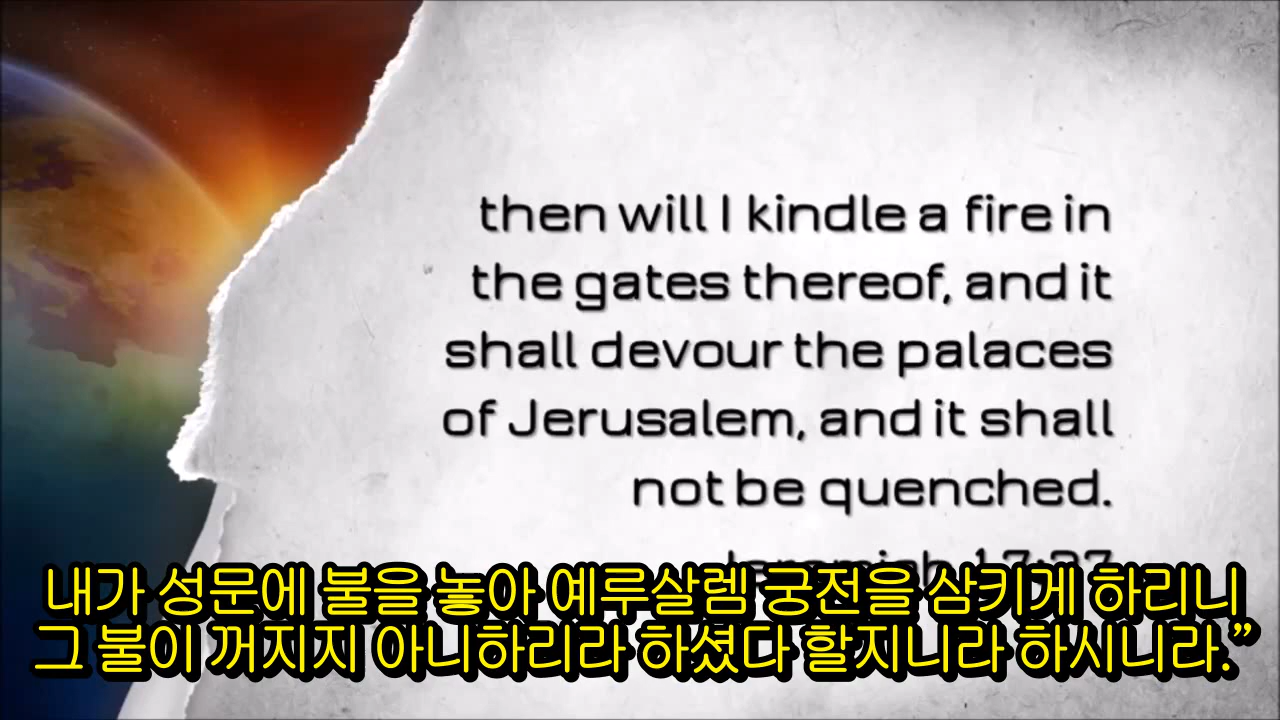 then will I kindle a fire in
the gates thereof, and it
shall devour the palaces
of Jerusalem, and it shall
not be quenched.
Jeremiah 17:27
내가 성문에 불을 놓아 예루살렘 궁전을 삼키게 하리니
그 불이 꺼지지 아니하리라 하셨다 할지니라 하시니라.”